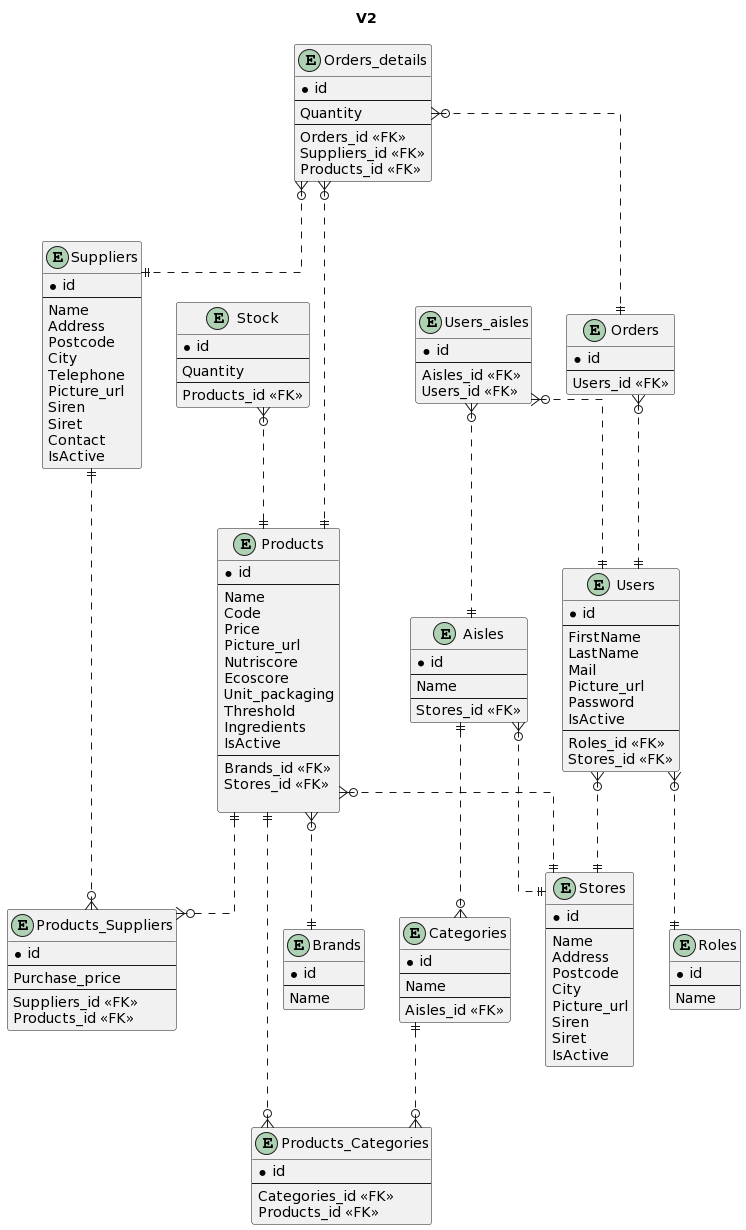 V2
E Orders_details
* id
Quantity
Orders_id «FK»
Suppliers_id «FK»
Products_id «FK»
E Suppliers
* id
Name
Address
Postcode
City
Telephone
Picture_url
Siren
Siret
Contact
IsActive
E Stock
* id
Quantity
Products_id «FK»
E Users_aisles
* id
Aisles_id «FK»
Users_id «FK»
E Orders
* id
Users_id «FK»
E Products
* id
Name
Code
Price
Picture_url
Nutriscore
Ecoscore
Unit_packaging
Threshold
Ingredients
IsActive
Brands_id «FK»
Stores_id «FK»
E Aisles
* id
Name
Stores_id «FK»
E Users
* id
FirstName
LastName
Mail
Picture_url
Password
IsActive
Roles_id «FK»
Stores_id «FK»
E Products_Suppliers
* id
Purchase_price
Suppliers_id «FK»
Products_id «FK»
E Brands
* id
Name
E Categories
* id
Name
Aisles_id «FK»
E Stores
* id
Name
Address
Postcode
City
Picture_url
Siren
Siret
IsActive
E Roles
* id
Name
E Products_Categories
* id
Categories_id «FK»
Products_id «FK»